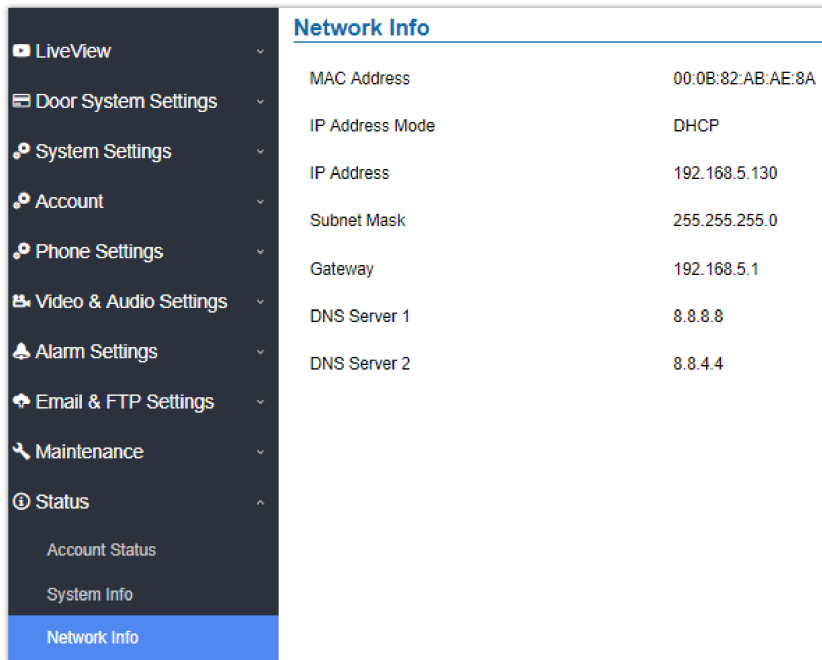 LiveView
Door System Settings
System Settings
Account
Phone Settings
Video & Audio Settings
Alarm Settings
Email & FTP Settings
Maintenance
Status
Account Status
System Info
Network Info
Network Info
MAC Address 00:0B:82:AB:AE:8A
IP Address Mode DHCP
IP Address 192.168.5.130
Subnet Mask 255.255.255.0
Gateway 192.168.5.1
DNS Server 1 8.8.8.8
DNS Server 2 8.8.4.4